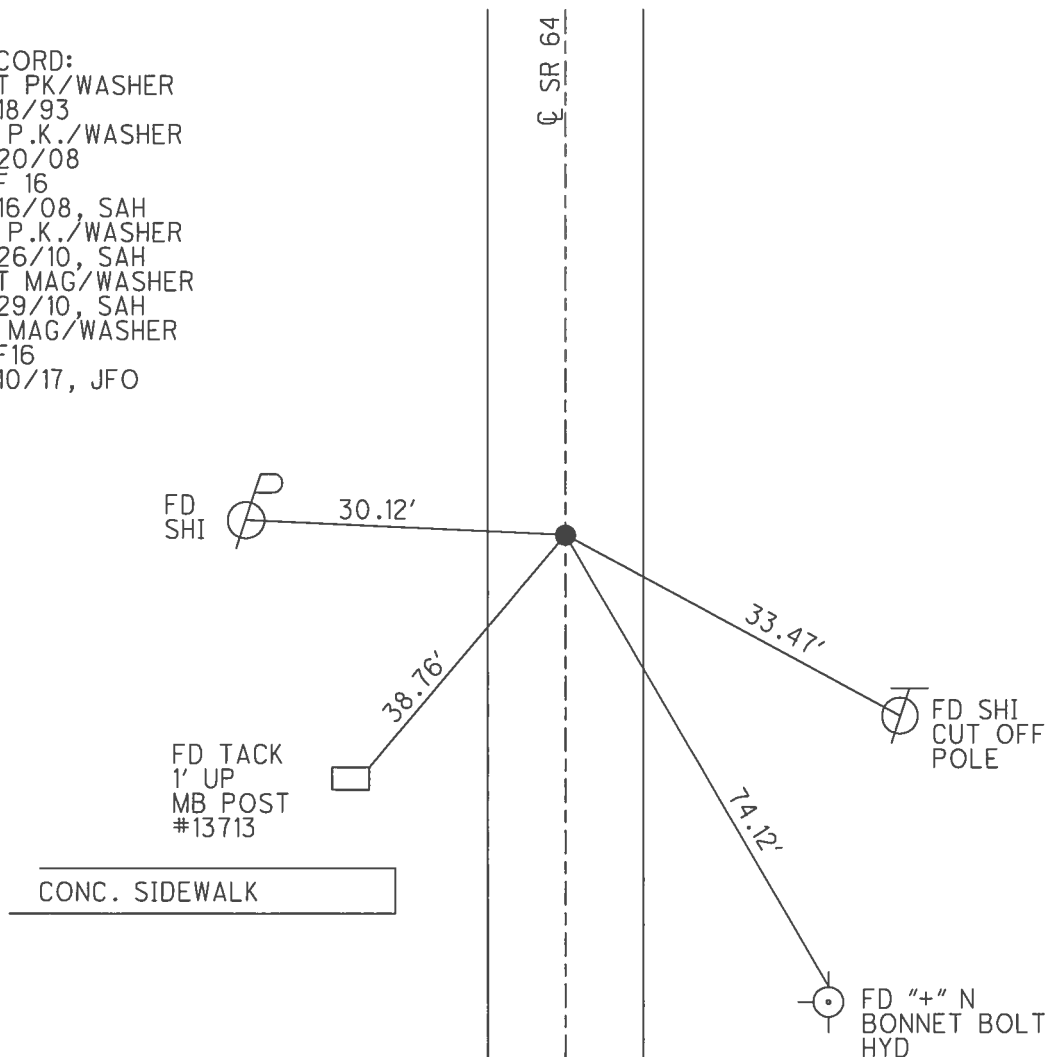 CORD:
T PK/WASHER
18/93
P.K./WASHER
20/08
F 16
16/08, SAH
P.K./WASHER
26/10, SAH
T MAG/WASHER
29/10, SAH
MAG/WASHER
F16
10/17, JFO
℄ SR 64
FD
SHI
30.12'
33.47'
38.76'
FD SHI
CUT OFF
POLE
FD TACK
1' UP
MB POST
#13713
74.12'
CONC. SIDEWALK
FD "+" N
BONNET BOLT
HYD